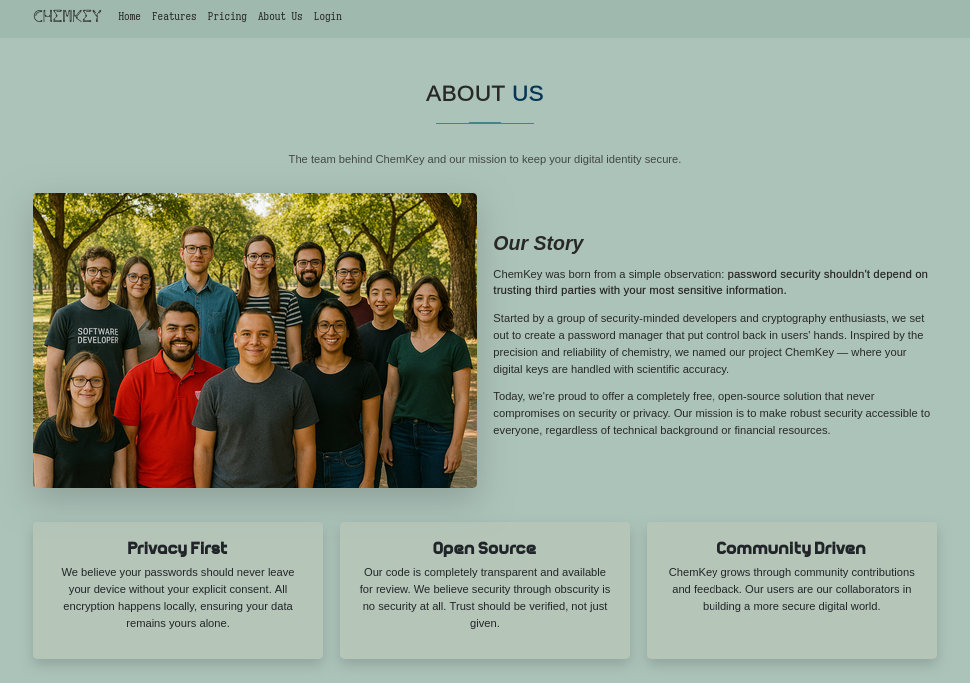 CHEMKEY Home Features Pricing About Us Login
ABOUT US
The team behind ChemKey and our mission to keep your digital identity secure.
SOFTWARE
DEVELOPER
Our Story
ChemKey was born from a simple observation: password security shouldn't depend on
trusting third parties with your most sensitive information.
Started by a group of security-minded developers and cryptography enthusiasts, we set
out to create a password manager that put control back in users' hands. Inspired by the
precision and reliability of chemistry, we named our project ChemKey — where your
digital keys are handled with scientific accuracy.
Today, we're proud to offer a completely free, open-source solution that never
compromises on security or privacy. Our mission is to make robust security accessible to
everyone, regardless of technical background or financial resources.
Privacy First
We believe your passwords should never leave
your device without your explicit consent. All
encryption happens locally, ensuring your data
remains yours alone.
Open Source
Our code is completely transparent and available
for review. We believe security through obscurity is
no security at all. Trust should be verified, not just
given.
Community Driven
ChemKey grows through community contributions
and feedback. Our users are our collaborators in
building a more secure digital world.